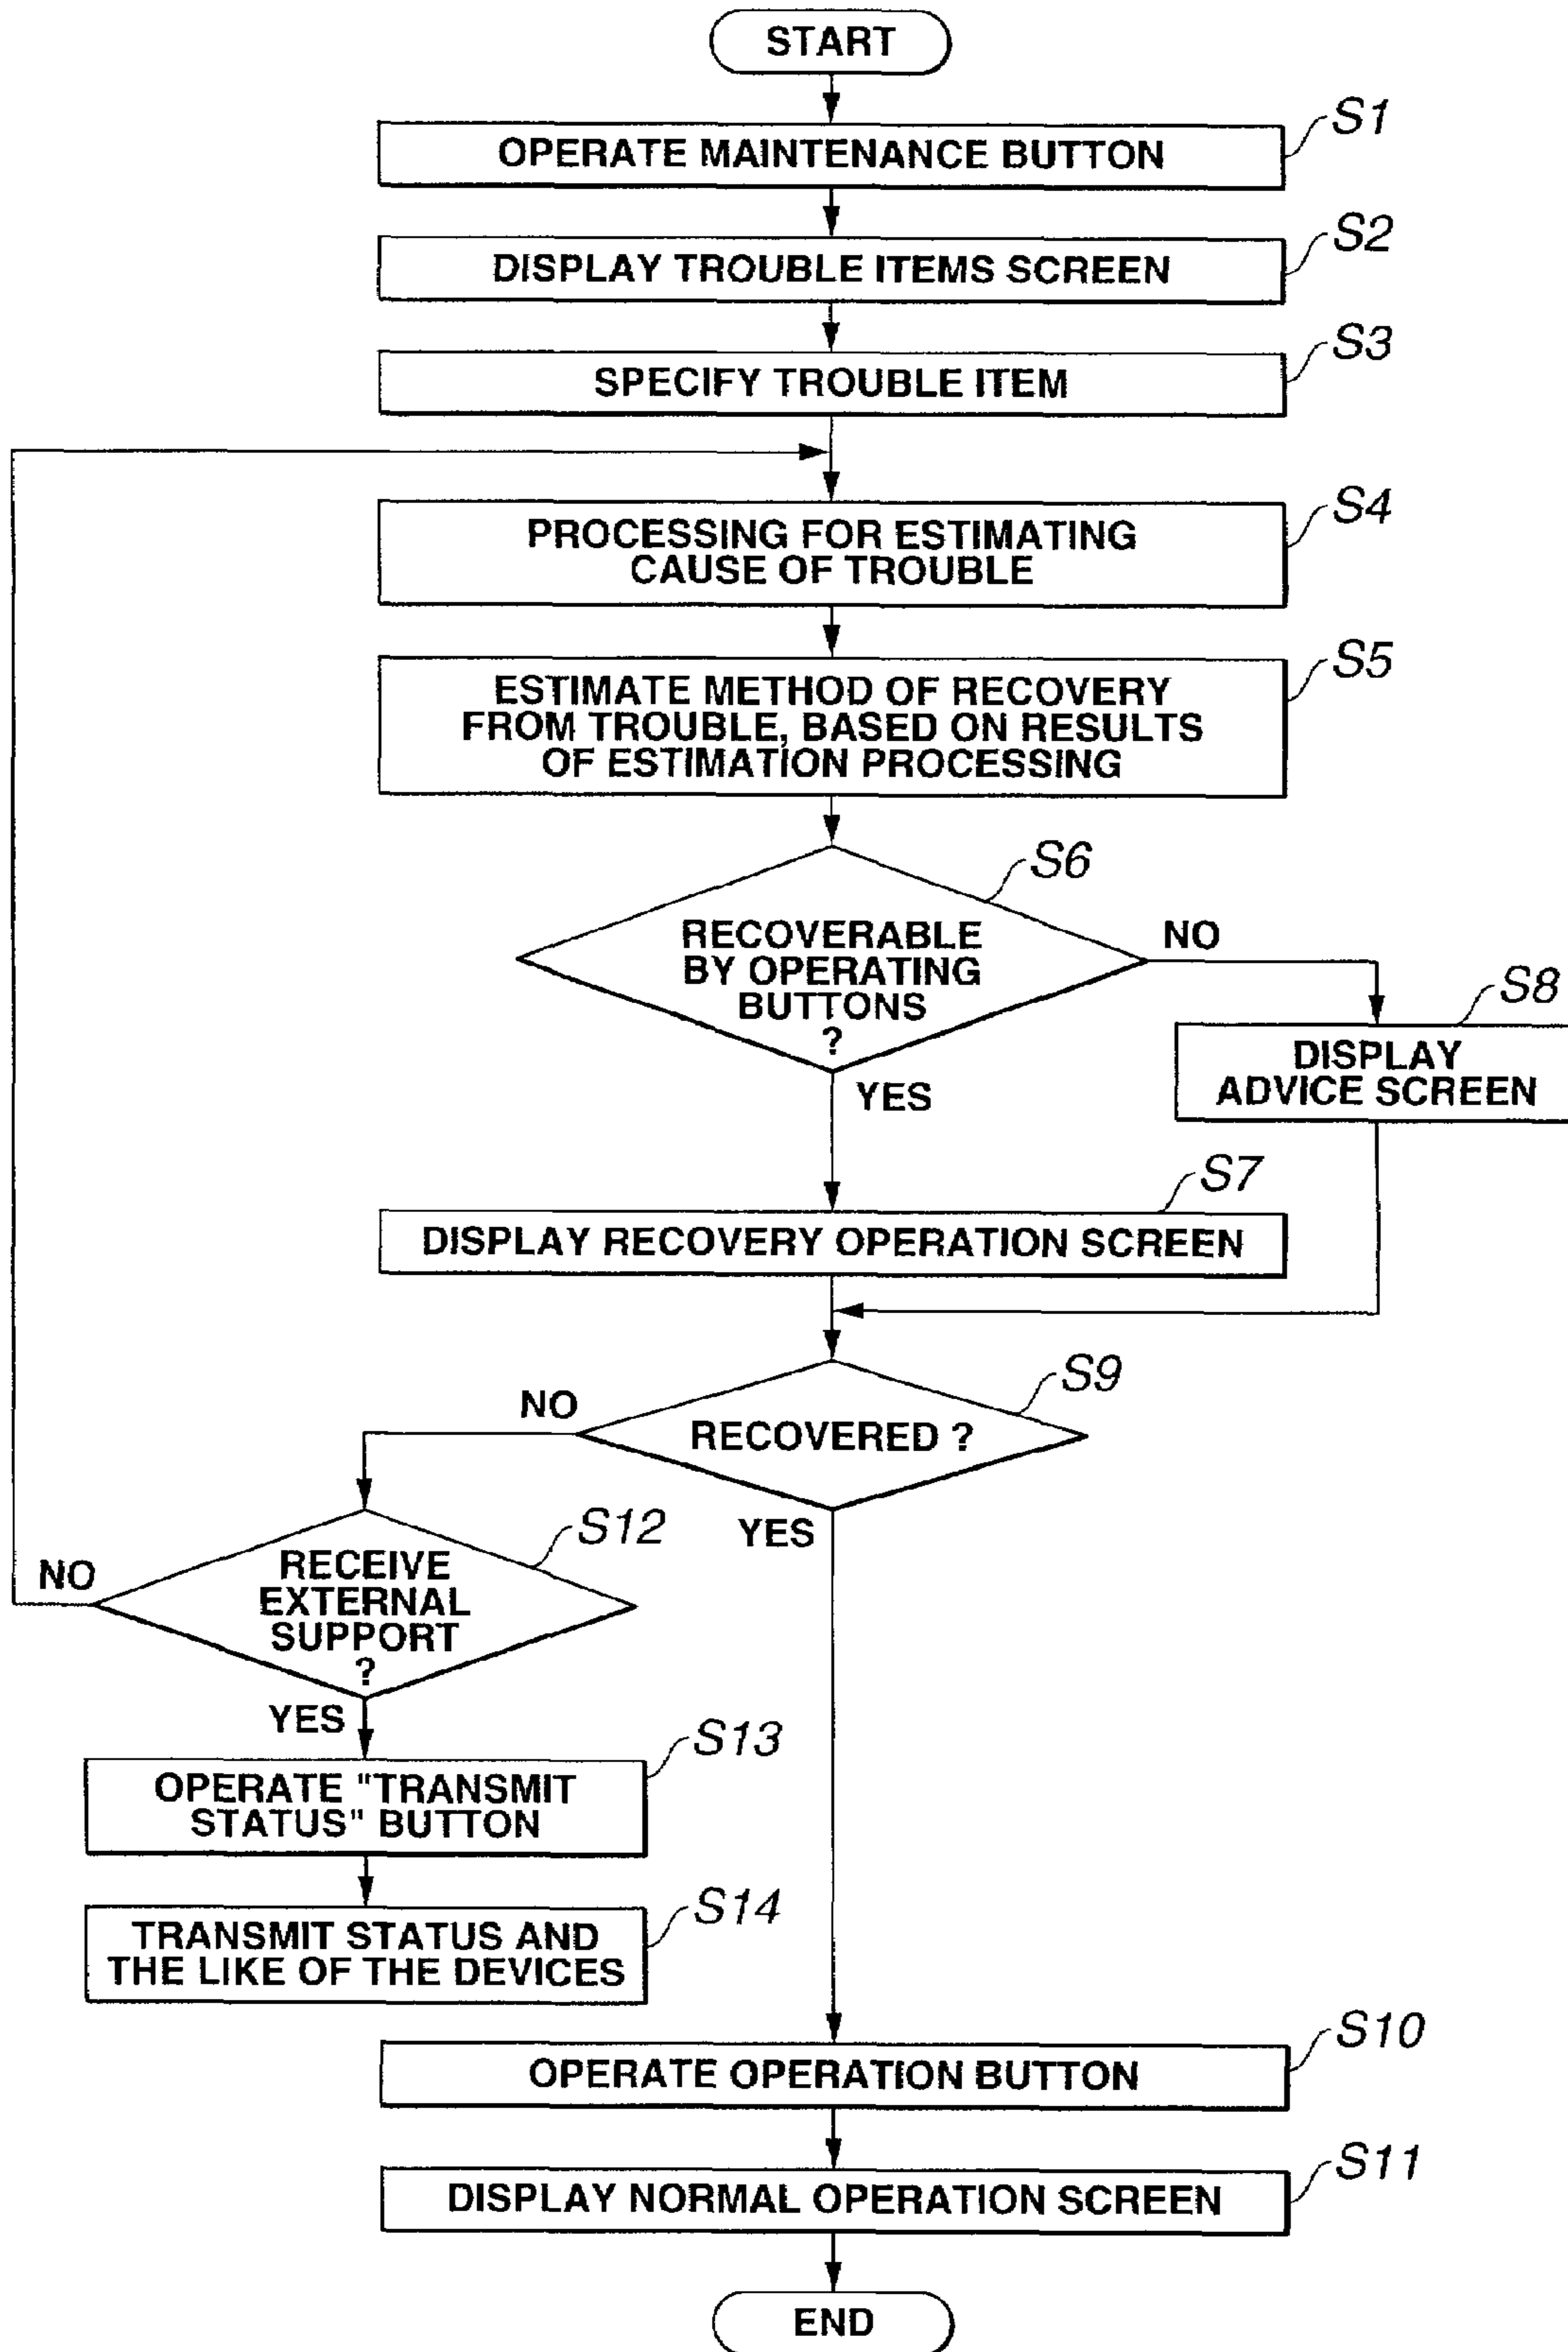 START
S1
OPERATE MAINTENANCE BUTTON
S2
DISPLAY TROUBLE ITEMS SCREEN
S3
SPECIFY TROUBLE ITEM
S4
PROCESSING FOR ESTIMATING
CAUSE OF TROUBLE
S5
ESTIMATE METHOD OF RECOVERY
FROM TROUBLE, BASED ON RESULTS
OF ESTIMATION PROCESSING
S6
RECOVERABLE
BY OPERATING
BUTTONS
?
NO
YES
S8
DISPLAY
ADVICE SCREEN
S7
DISPLAY RECOVERY OPERATION SCREEN
S9
RECOVERED ?
NO
YES
S12
RECEIVE
EXTERNAL
SUPPORT
?
NO
YES
S13
OPERATE "TRANSMIT
STATUS" BUTTON
S14
TRANSMIT STATUS AND
THE LIKE OF THE DEVICES
S10
OPERATE OPERATION BUTTON
S11
DISPLAY NORMAL OPERATION SCREEN
END